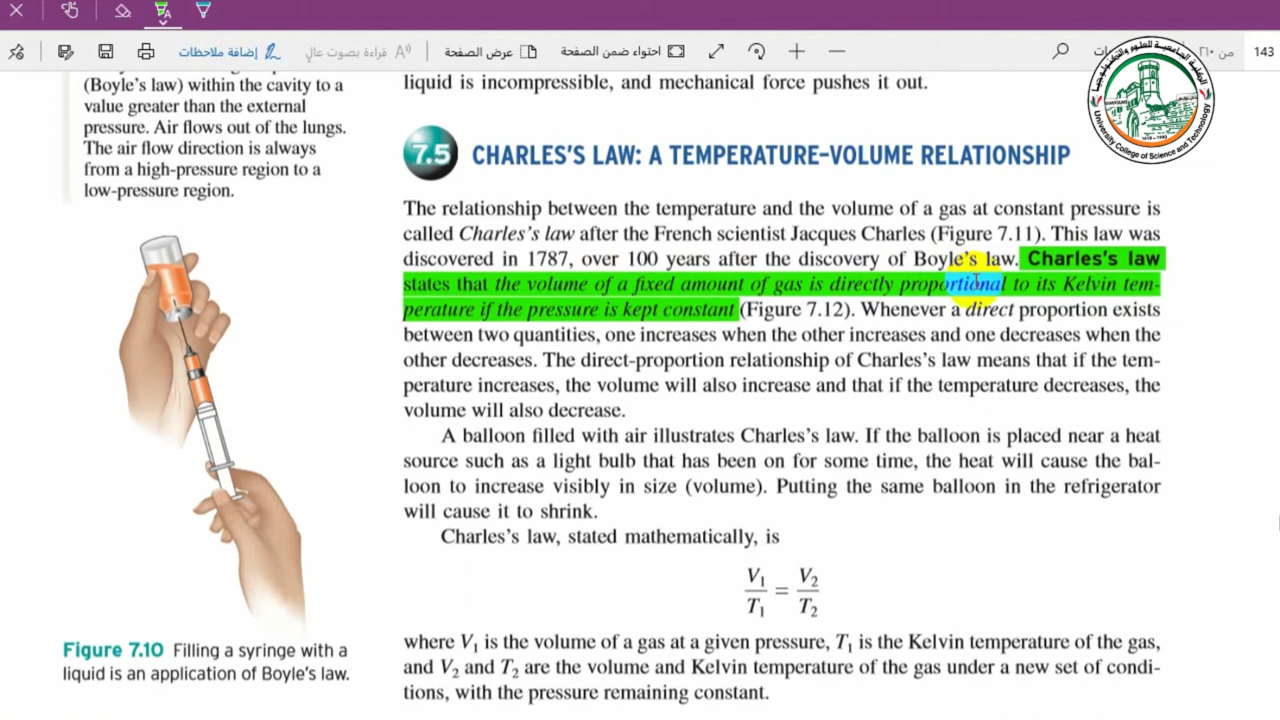 إضافة ملاحظات
قراءة بصوت عالٍ
عرض الصفحة
احتواء ضمن الصفحة
من ٢١٠
143
الكلية الجامعية للعلوم والتكنولوجيا
University College of Science and Technology
(Boyle's law) within the cavity to a
value greater than the external
pressure. Air flows out of the lungs.
The air flow direction is always
from a high-pressure region to a
low-pressure region.
Figure 7.10 Filling a syringe with a
liquid is an application of Boyle's law.
liquid is incompressible, and mechanical force pushes it out.
7.5 CHARLES'S LAW: A TEMPERATURE–VOLUME RELATIONSHIP
The relationship between the temperature and the volume of a gas at constant pressure is
called Charles's law after the French scientist Jacques Charles (Figure 7.11). This law was
discovered in 1787, over 100 years after the discovery of Boyle's law. Charles's law
states that the volume of a fixed amount of gas is directly proportional to its Kelvin tem-
perature if the pressure is kept constant (Figure 7.12). Whenever a direct proportion exists
between two quantities, one increases when the other increases and one decreases when the
other decreases. The direct-proportion relationship of Charles's law means that if the tem-
perature increases, the volume will also increase and that if the temperature decreases, the
volume will also decrease.
A balloon filled with air illustrates Charles's law. If the balloon is placed near a heat
source such as a light bulb that has been on for some time, the heat will cause the bal-
loon to increase visibly in size (volume). Putting the same balloon in the refrigerator
will cause it to shrink.
Charles's law, stated mathematically, is
V₁/T₁ = V₂/T₂
where V₁ is the volume of a gas at a given pressure, T₁ is the Kelvin temperature of the gas,
and V₂ and T₂ are the volume and Kelvin temperature of the gas under a new set of condi-
tions, with the pressure remaining constant.